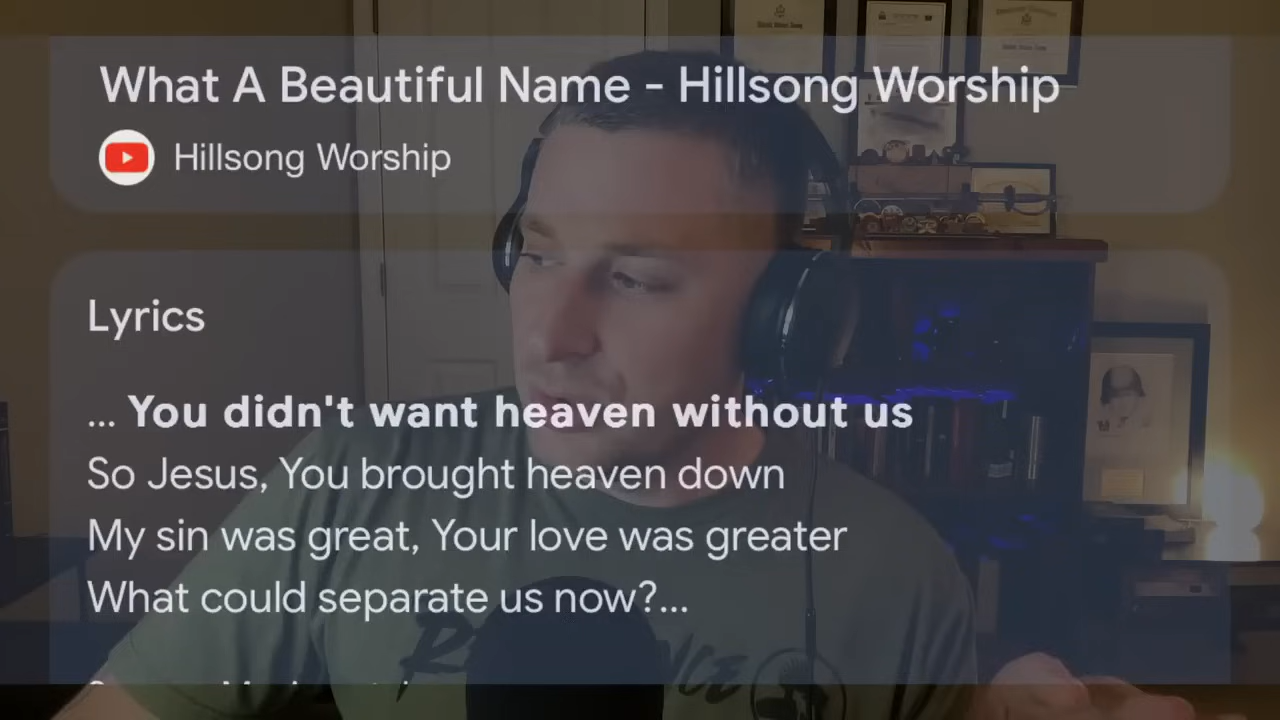 What A Beautiful Name - Hillsong Worship
Hillsong Worship
Lyrics
... You didn't want heaven without us
So Jesus, You brought heaven down
My sin was great, Your love was greater
What could separate us now?...